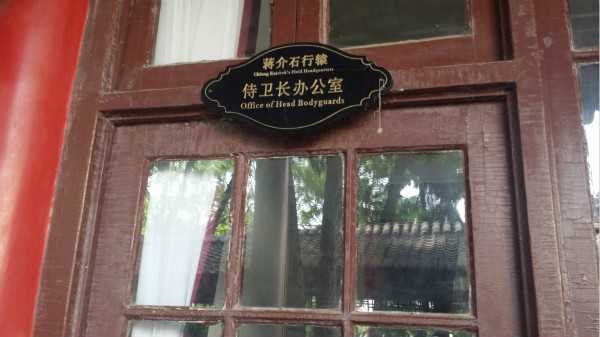 蒋介石行辕
Chiang Kaishek's Field Headquarters
侍卫长办公室
Office of Head Bodyguards